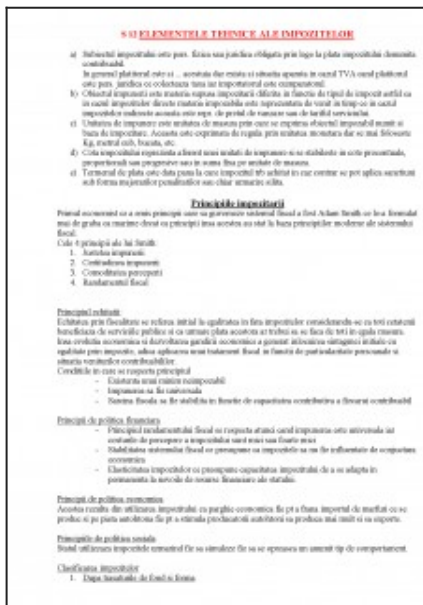 § 12 ELEMENTELE TEHNICE ALE IMPOZITELOR
a) Subiectul impozitului este pers. fizica sau juridica obligata prin lege la plata impozitului denumita
contribuabil.
In general platitorul este si ... acestuia dar exista si situatia aparuta in cazul TVA cand platitorul
este pers. juridica ce colecteaza taxa iar suportatorul este cumparatorul.
b) Obiectul impunerii este materia supusa impozitarii diferita in functie de tipul de impozit astfel ca
in cazul impozitelor directe materia impozabila este reprezentata de venit in timp ce in cazul
impozitelor indirecte aceasta este repr. de pretul de vanzare sau de tariful serviciului.
c) Unitatea de impunere este unitatea de masura prin care se exprima obiectul impozabil numit si
baza de impozitare. Aceasta este exprimata de regula prin unitatea monetara dar se mai foloseste
Kg, metrul cub, bucata, etc.
d) Cota impozitului reprezinta aferent unei unitati de impunere si se stabileste in cote procentuale,
proportionali sau progresive sau in suma fixa pe unitate de masura.
e) Termenul de plata este data pana la care impozitul trb achitat in caz contrar se pot aplica sanctiuni
sub forma majorarilor penalitatilor sau chiar urmarire silita.
Principiile impozitarii
Primul economist ce a emis principii care sa guverneze sistemul fiscal a fost Adam Smith ce le-a formulat
mai de graba ca maxime decat ca principii insa acestea au stat la baza principiilor moderne ale sistemului
fiscal.
Cele 4 principii ale lui Smith:
1. Justetea impunerii
2. Certitudinea impunerii
3. Comoditatea perceperii
4. Randamentul fiscal
Principiul echitatii
Echitatea prin fiscalitate se referea initial la egalitatea in fata impozitelor considerandu-se ca toti cetatenii
beneficiaza de serviciile publice si ca urmare plata acestora ar trebui sa se faca de toti in egala masura.
Insa evolutia economica si dezvoltarea gandirii economice a generat inlocuirea sintagmei initiale cu
egalitate prin impozite, adica aplicarea unui tratament fiscal in functie de particularitatile personale si
situatia veniturilor contribuabililor.
Conditiile in care se respecta principiul
- Existenta unui minim neimpozabil
- Impunerea sa fie universala
- Sarcina fiscala sa fie stabilita in functie de capacitatea contributiva a fiecarui contribuabil
Principii de politica financiara
- Principiul randamentului fiscal se respecta atunci cand impunerea este universala iar
costurile de percepere a impozitului sunt mici sau foarte mici
- Stabilitatea sistemului fiscal ce presupune ca impozitele sa nu fie influentate de conjunctura
economica
- Elasticitatea impozitelor ce presupune capacitatea impozitului de a se adapta in
permanenta la nevoile de resurse financiare ale statului.
Principii de politica economica
Acestea rezulta din utilizarea impozitului ca parghie economica fie pt a frana importul de marfuri ce se
produc si pe piata autohtona fie pt a stimula producatorii autohtoni sa produca mai mult si sa exporte.
Principiile de politica sociala
Statul utilizeaza impozitele urmarind fie sa stimuleze fie sa se opreasca un anumit tip de comportament.
Clasificarea impozitelor
1. Dupa trasaturile de fond si forma